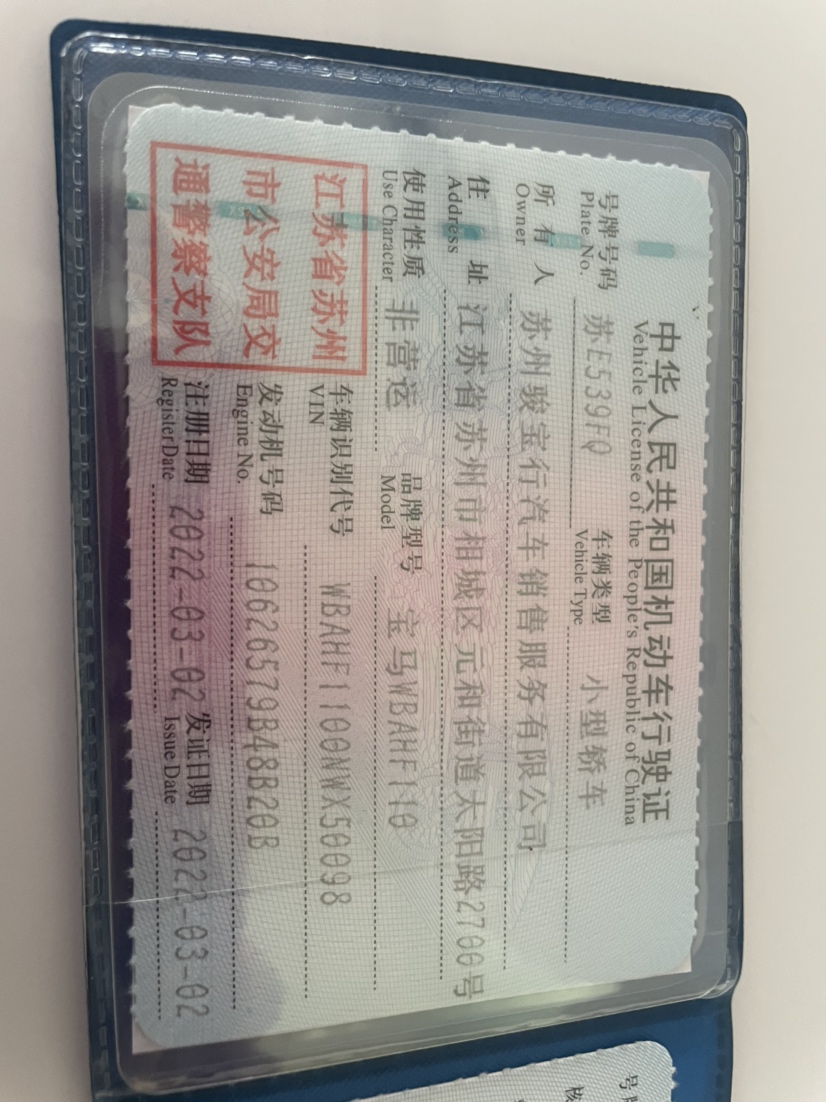 中华人民共和国机动车行驶证
Vehicle License of the People's Republic of China
号牌号码 苏E539FQ 车辆类型 小型轿车
Plate No. Vehicle Type
所有人 苏州骏宝行汽车销售服务有限公司
Owner
住址 江苏省苏州市相城区元和街道太阳路2700号
Address
使用性质 非营运 品牌型号 宝马WBAHF110
Use Character Model
江苏省苏州
市公安局交
通警察支队
车辆识别代号 WBAHF1100NWX50098
VIN
发动机号码 10626579B48B20B
Engine No.
注册日期 2022-03-02 发证日期 2022-03-02
Register Date Issue Date
号牌
核